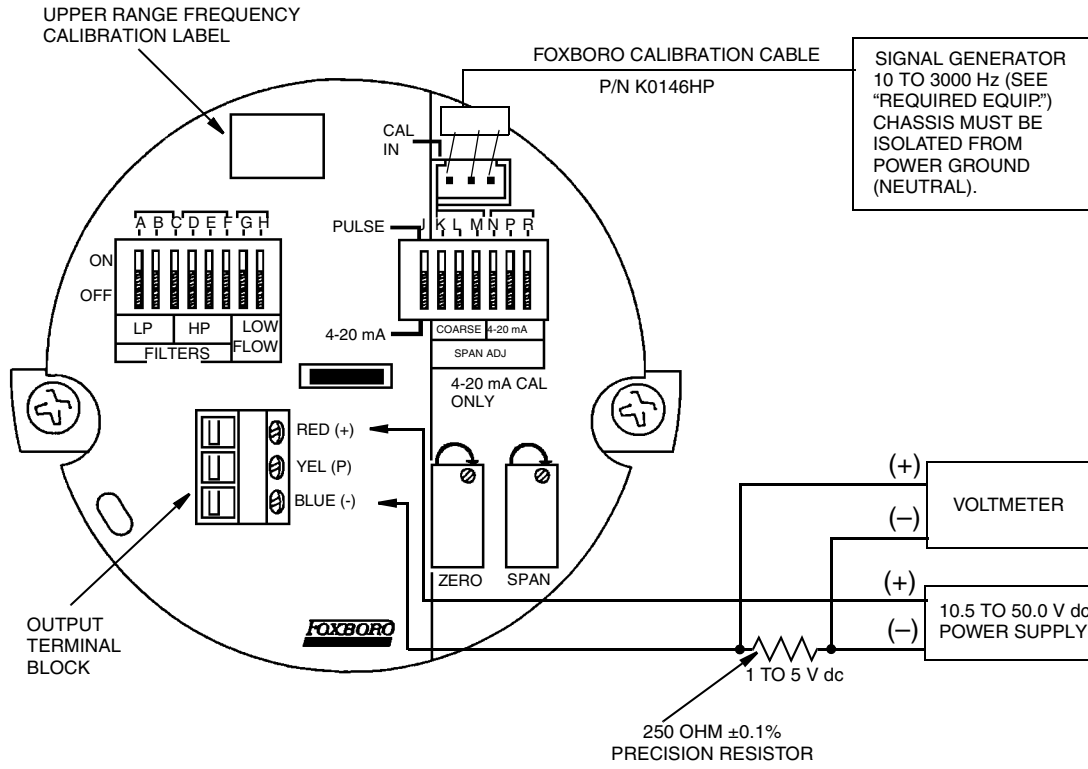 UPPER RANGE FREQUENCY
CALIBRATION LABEL
FOXBORO CALIBRATION CABLE
P/N K0146HP
SIGNAL GENERATOR
10 TO 3000 Hz (SEE
“REQUIRED EQUIP.”)
CHASSIS MUST BE
ISOLATED FROM
POWER GROUND
(NEUTRAL).
CAL
IN
A B C D E F G H
ON
OFF
LP HP LOW
FLOW
FILTERS
PULSE
J K L M N P R
4-20 mA
COARSE 4-20 mA
SPAN ADJ
4-20 mA CAL
ONLY
RED (+)
YEL (P)
BLUE (-)
ZERO SPAN
OUTPUT
TERMINAL
BLOCK
FOXBORO
(+)
(–)
VOLTMETER
(+)
(–)
10.5 TO 50.0 V dc
POWER SUPPLY
1 TO 5 V dc
250 OHM ±0.1%
PRECISION RESISTOR